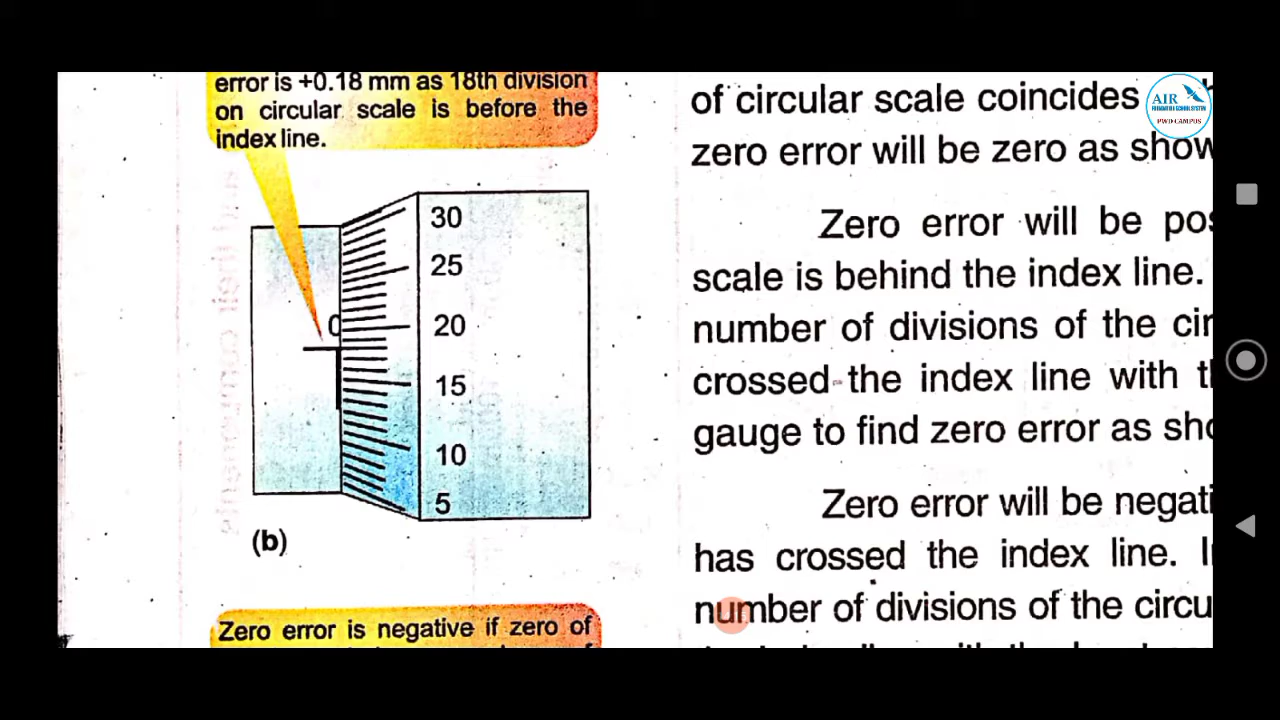 error is +0.18 mm as 18th division
on circular scale is before the
index line.
0
30
25
20
15
10
5
(b)
Zero error is negative if zero of
of circular scale coincides
zero error will be zero as show
Zero error will be pos
scale is behind the index line.
number of divisions of the cir
crossed the index line with t
gauge to find zero error as sho
Zero error will be negati
has crossed the index line. I
number of divisions of the circu
AIR
PWD CAMPUS